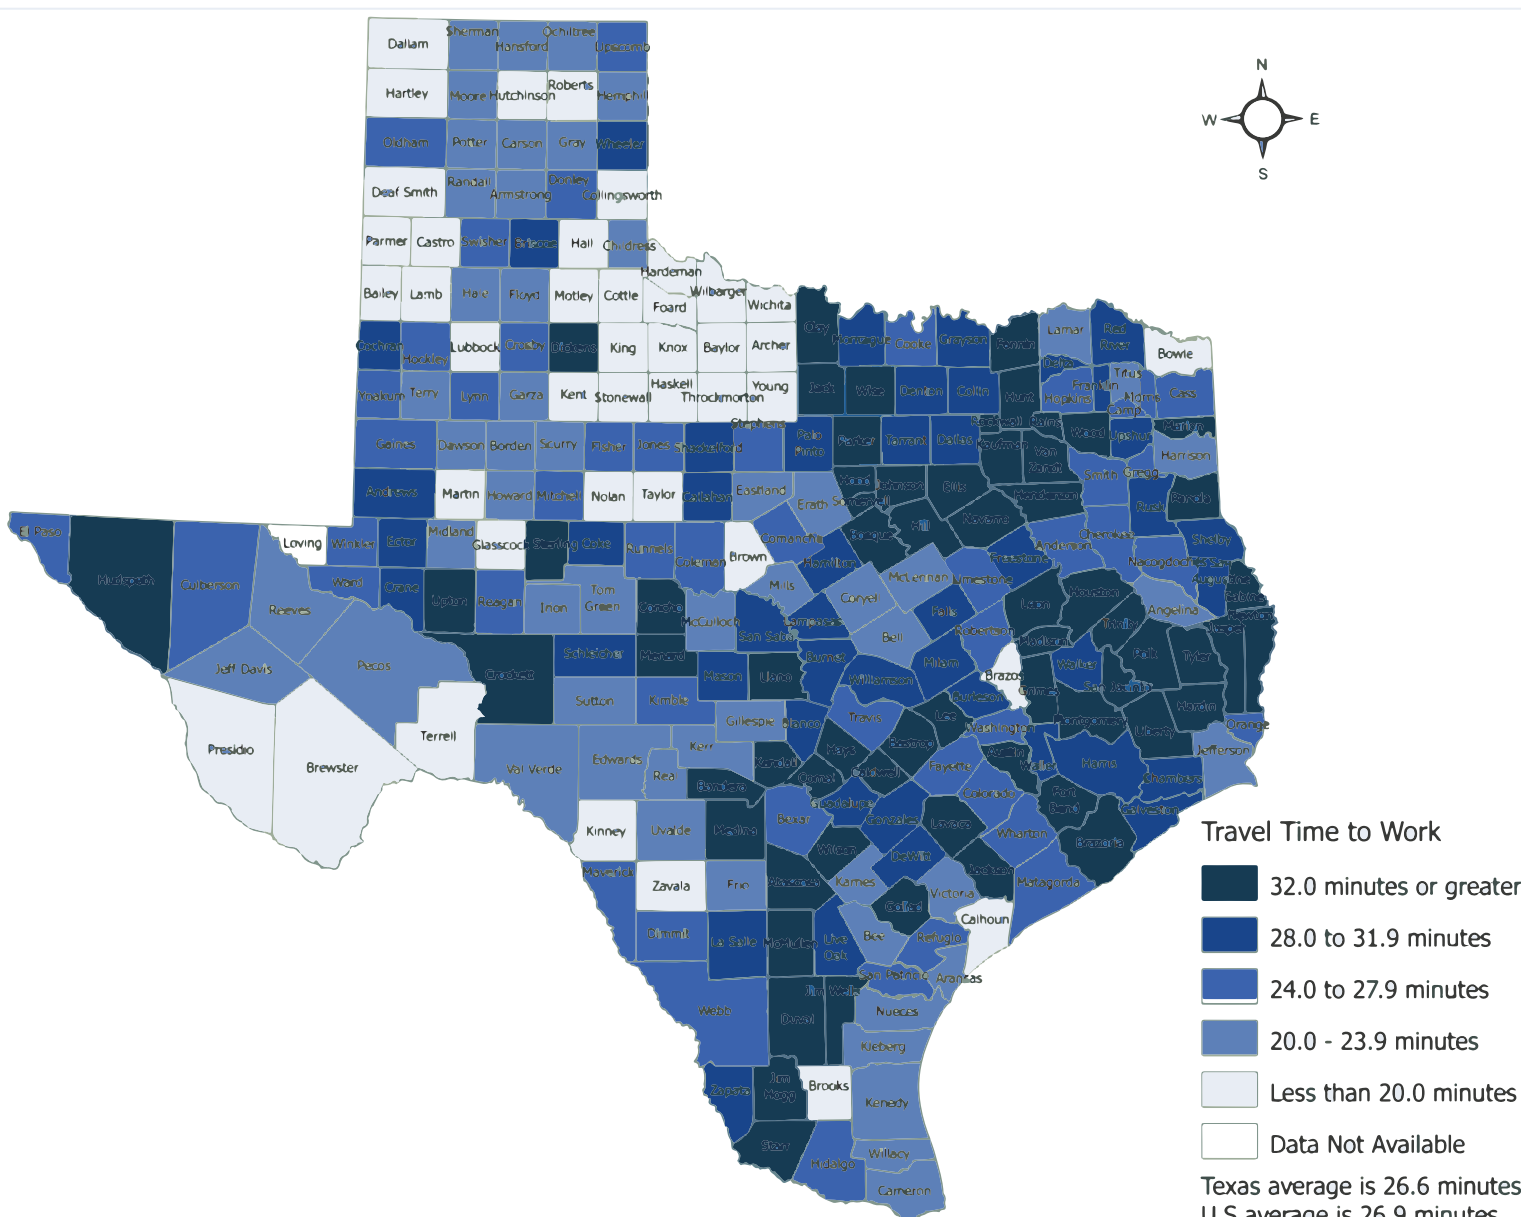 N
W
E
S
Dallam
Sherman
Hansford
Ochiltree
Lipscomb
Hartley
Moore
Hutchinson
Roberts
Hemphill
Oldham
Potter
Carson
Gray
Wheeler
Deaf Smith
Randall
Armstrong
Donley
Collingsworth
Parmer
Castro
Swisher
Briscoe
Hall
Childress
Hardeman
Bailey
Lamb
Hale
Floyd
Motley
Cottle
Foard
Wilbarger
Wichita
Clay
Montague
Cooke
Grayson
Fannin
Lamar
Red
River
Bowie
Cochran
Hockley
Lubbock
Crosby
Dickens
King
Knox
Baylor
Archer
Delta
Titus
Yoakum
Terry
Lynn
Garza
Kent
Stonewall
Haskell
Throckmorton
Young
Jack
Wise
Denton
Collin
Hunt
Hopkins
Franklin
Morris
Camp
Cass
Gaines
Dawson
Borden
Scurry
Fisher
Jones
Shackelford
Stephens
Palo
Pinto
Parker
Tarrant
Dallas
Rockwall
Rains
Kaufman
Van
Zandt
Wood
Upshur
Marion
Harrison
Andrews
Martin
Howard
Mitchell
Nolan
Taylor
Callahan
Eastland
Erath
Hood
Somervell
Johnson
Ellis
Henderson
Smith
Gregg
Rusk
Panola
El Paso
Hudspeth
Culberson
Loving
Winkler
Ector
Midland
Glasscock
Sterling
Coke
Runnels
Coleman
Brown
Comanche
Hamilton
Bosque
Hill
Navarro
Freestone
Anderson
Cherokee
Nacogdoches
Shelby
San
Augustine
Sabine
Reeves
Ward
Crane
Upton
Reagan
Irion
Tom
Green
Concho
McCulloch
San Saba
Mills
Lampasas
Coryell
McLennan
Limestone
Falls
Leon
Houston
Trinity
Angelina
Newton
Jasper
Jeff Davis
Pecos
Crockett
Schleicher
Menard
Mason
Llano
Burnet
Bell
Williamson
Milam
Robertson
Madison
Brazos
Grimes
Walker
San Jacinto
Polk
Tyler
Hardin
Presidio
Brewster
Terrell
Sutton
Kimble
Gillespie
Blanco
Travis
Lee
Burleson
Washington
Montgomery
Liberty
Orange
Jefferson
Val Verde
Edwards
Kerr
Real
Bandera
Kendall
Hays
Comal
Caldwell
Bastrop
Fayette
Austin
Waller
Harris
Chambers
Galveston
Kinney
Uvalde
Medina
Bexar
Guadalupe
Gonzales
Lavaca
Colorado
Wharton
Fort
Bend
Brazoria
Maverick
Zavala
Frio
Atascosa
Wilson
Karnes
DeWitt
Jackson
Victoria
Matagorda
Calhoun
Dimmit
La Salle
McMullen
Live
Oak
Bee
Goliad
Refugio
Aransas
San Patricio
Webb
Duval
Jim Wells
Nueces
Kleberg
Zapata
Jim
Hogg
Brooks
Kenedy
Starr
Hidalgo
Willacy
Cameron
Travel Time to Work
32.0 minutes or greater
28.0 to 31.9 minutes
24.0 to 27.9 minutes
20.0 - 23.9 minutes
Less than 20.0 minutes
Data Not Available
Texas average is 26.6 minutes
U.S average is 26.9 minutes